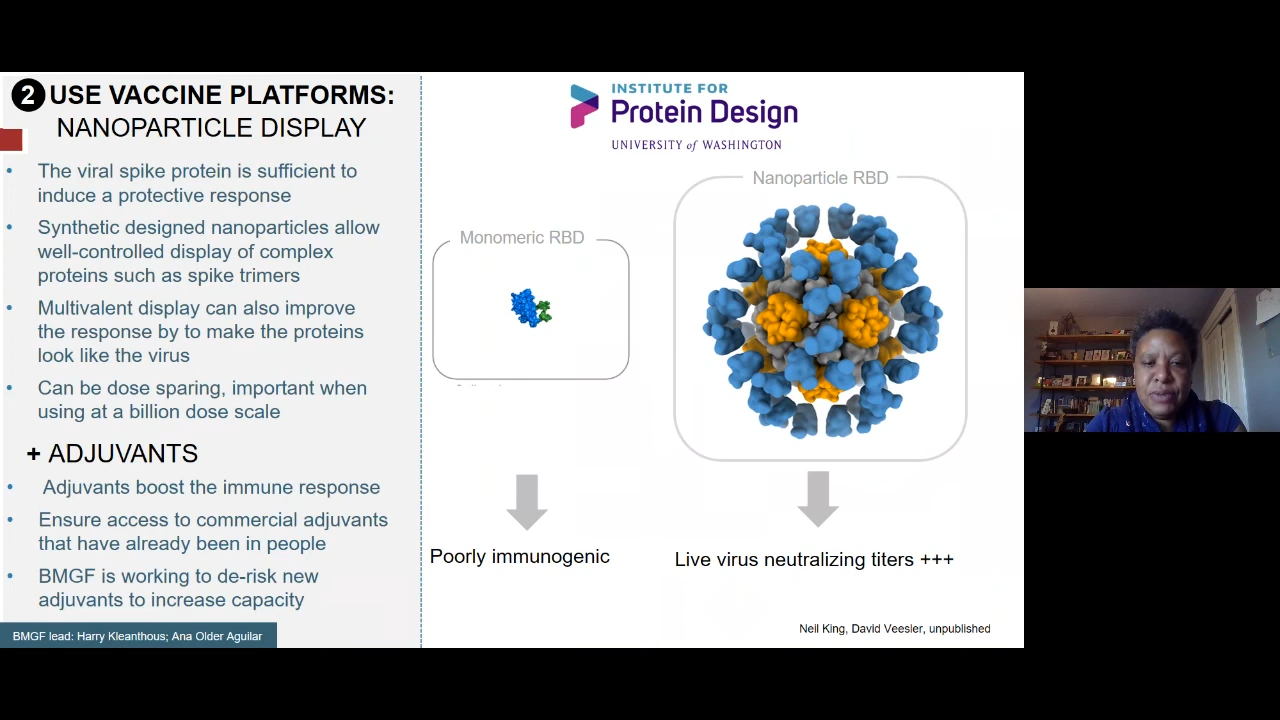 2 USE VACCINE PLATFORMS:
NANOPARTICLE DISPLAY
• The viral spike protein is sufficient to
induce a protective response
• Synthetic designed nanoparticles allow
well-controlled display of complex
proteins such as spike trimers
• Multivalent display can also improve
the response by to make the proteins
look like the virus
• Can be dose sparing, important when
using at a billion dose scale
+ ADJUVANTS
• Adjuvants boost the immune response
• Ensure access to commercial adjuvants
that have already been in people
• BMGF is working to de-risk new
adjuvants to increase capacity
BMGF lead: Harry Kleanthous; Ana Older Aguilar
INSTITUTE FOR
Protein Design
UNIVERSITY of WASHINGTON
Monomeric RBD
Nanoparticle RBD
Poorly immunogenic
Live virus neutralizing titers +++
Neil King, David Veesler, unpublished